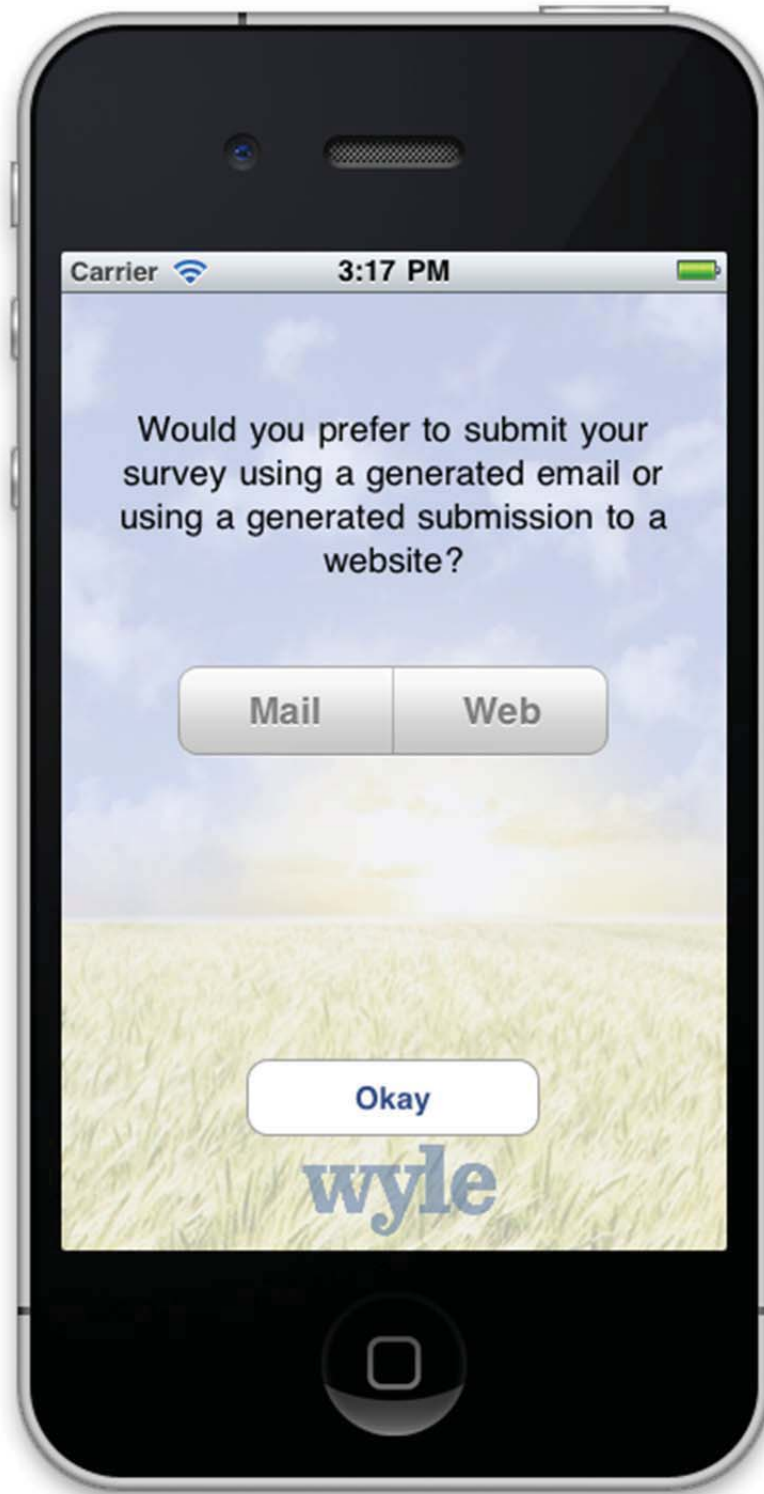 Carrier 3:17 PM
Would you prefer to submit your
survey using a generated email or
using a generated submission to a
website?
Mail Web
Okay
wyle